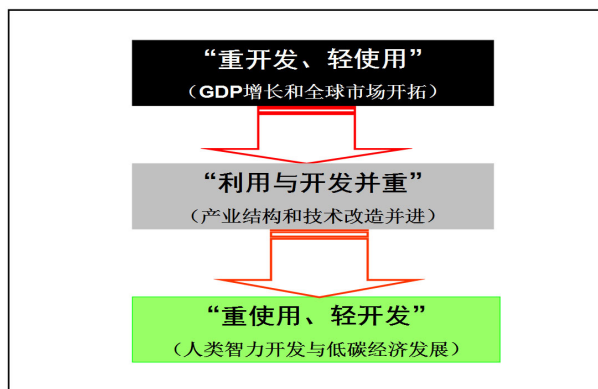 “重开发、轻使用”
（GDP增长和全球市场开拓）
“利用与开发并重”
（产业结构和技术改造并进）
“重使用、轻开发”
（人类智力开发与低碳经济发展）